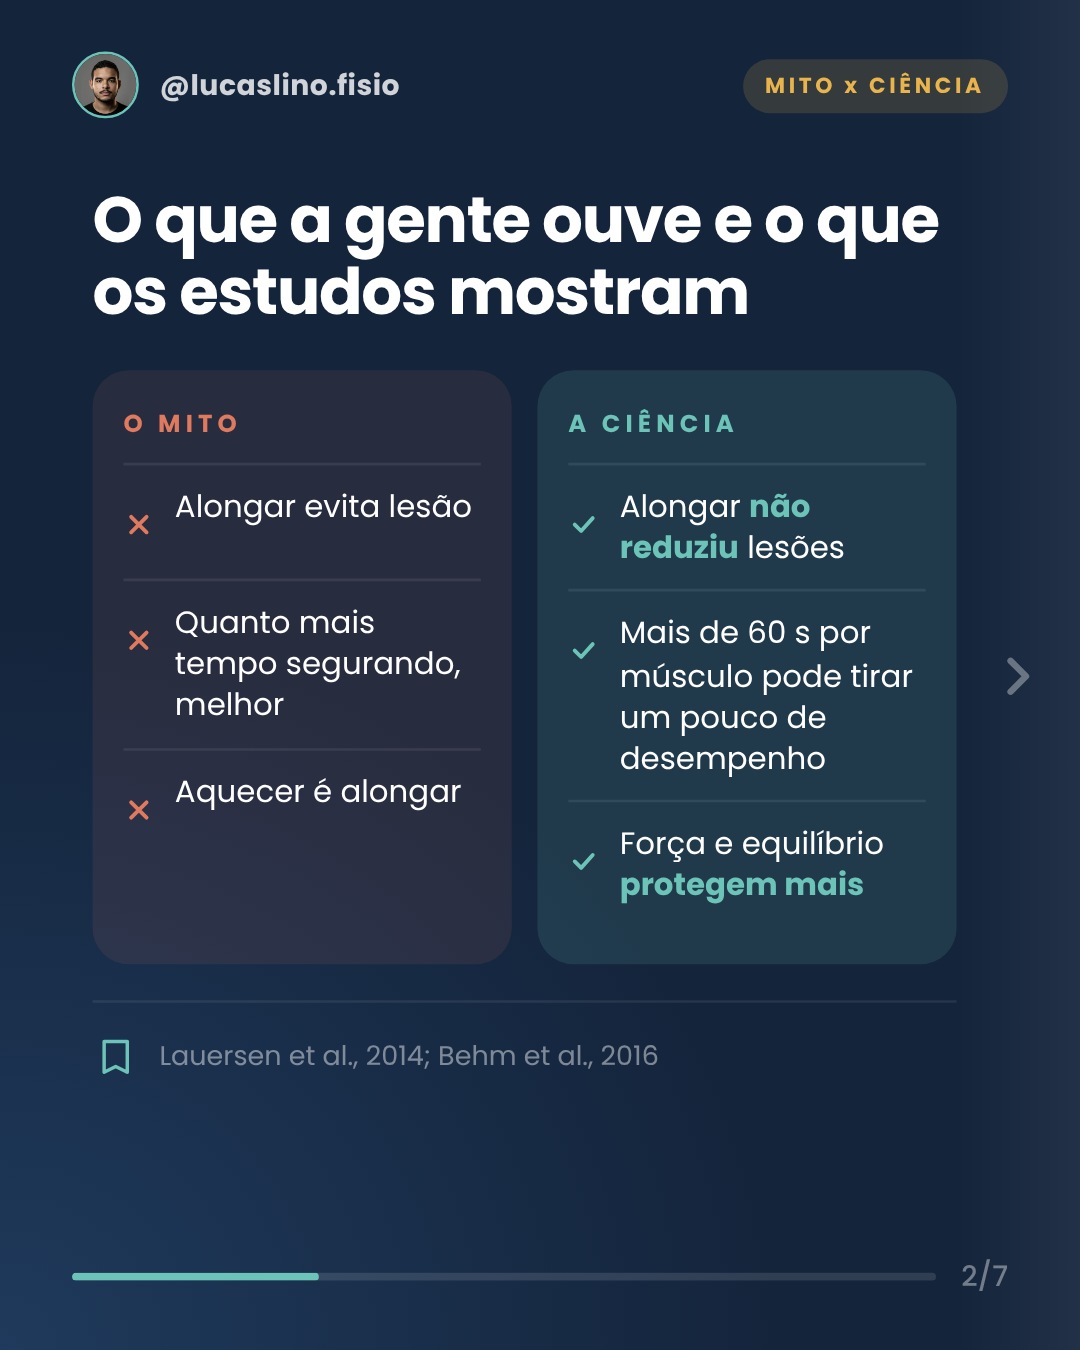 @lucaslino.fisio
MITO x CIÊNCIA
O que a gente ouve e o que
os estudos mostram
O MITO
Alongar evita lesão
Quanto mais
tempo segurando,
melhor
Aquecer é alongar
A CIÊNCIA
Alongar não
reduziu lesões
Mais de 60 s por
músculo pode tirar
um pouco de
desempenho
Força e equilíbrio
protegem mais
Lauersen et al., 2014; Behm et al., 2016
2/7